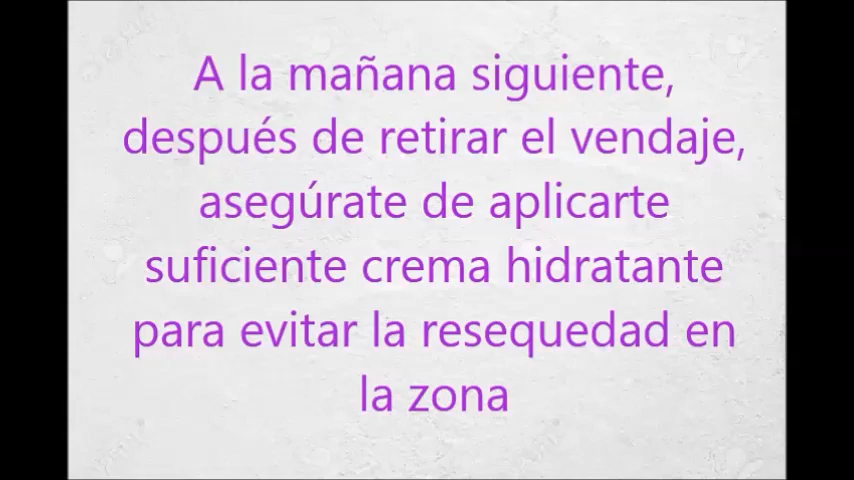 A la mañana siguiente,
después de retirar el vendaje,
asegúrate de aplicarte
suficiente crema hidratante
para evitar la resequedad en
la zona